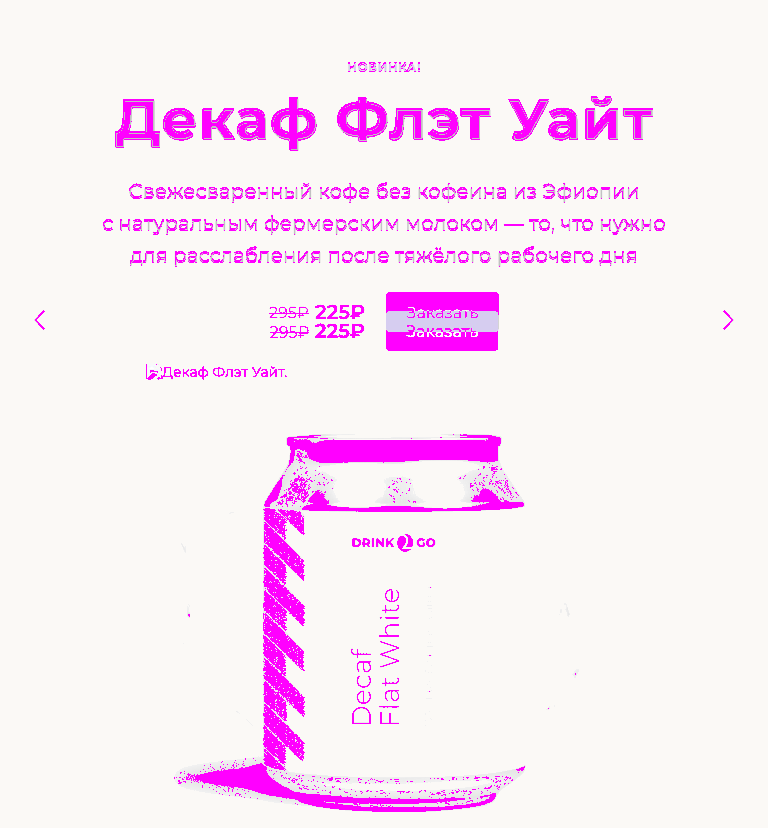 НОВИНКА!
Декаф Флэт Уайт
Свежесваренный кофе без кофеина из Эфиопии
с натуральным фермерским молоком — то, что нужно
для расслабления после тяжёлого рабочего дня
295₽ 225₽ Заказать
295₽ 225₽ Заказать
Декаф Флэт Уайт.
DRINK 2 GO
Decaf
Flat White